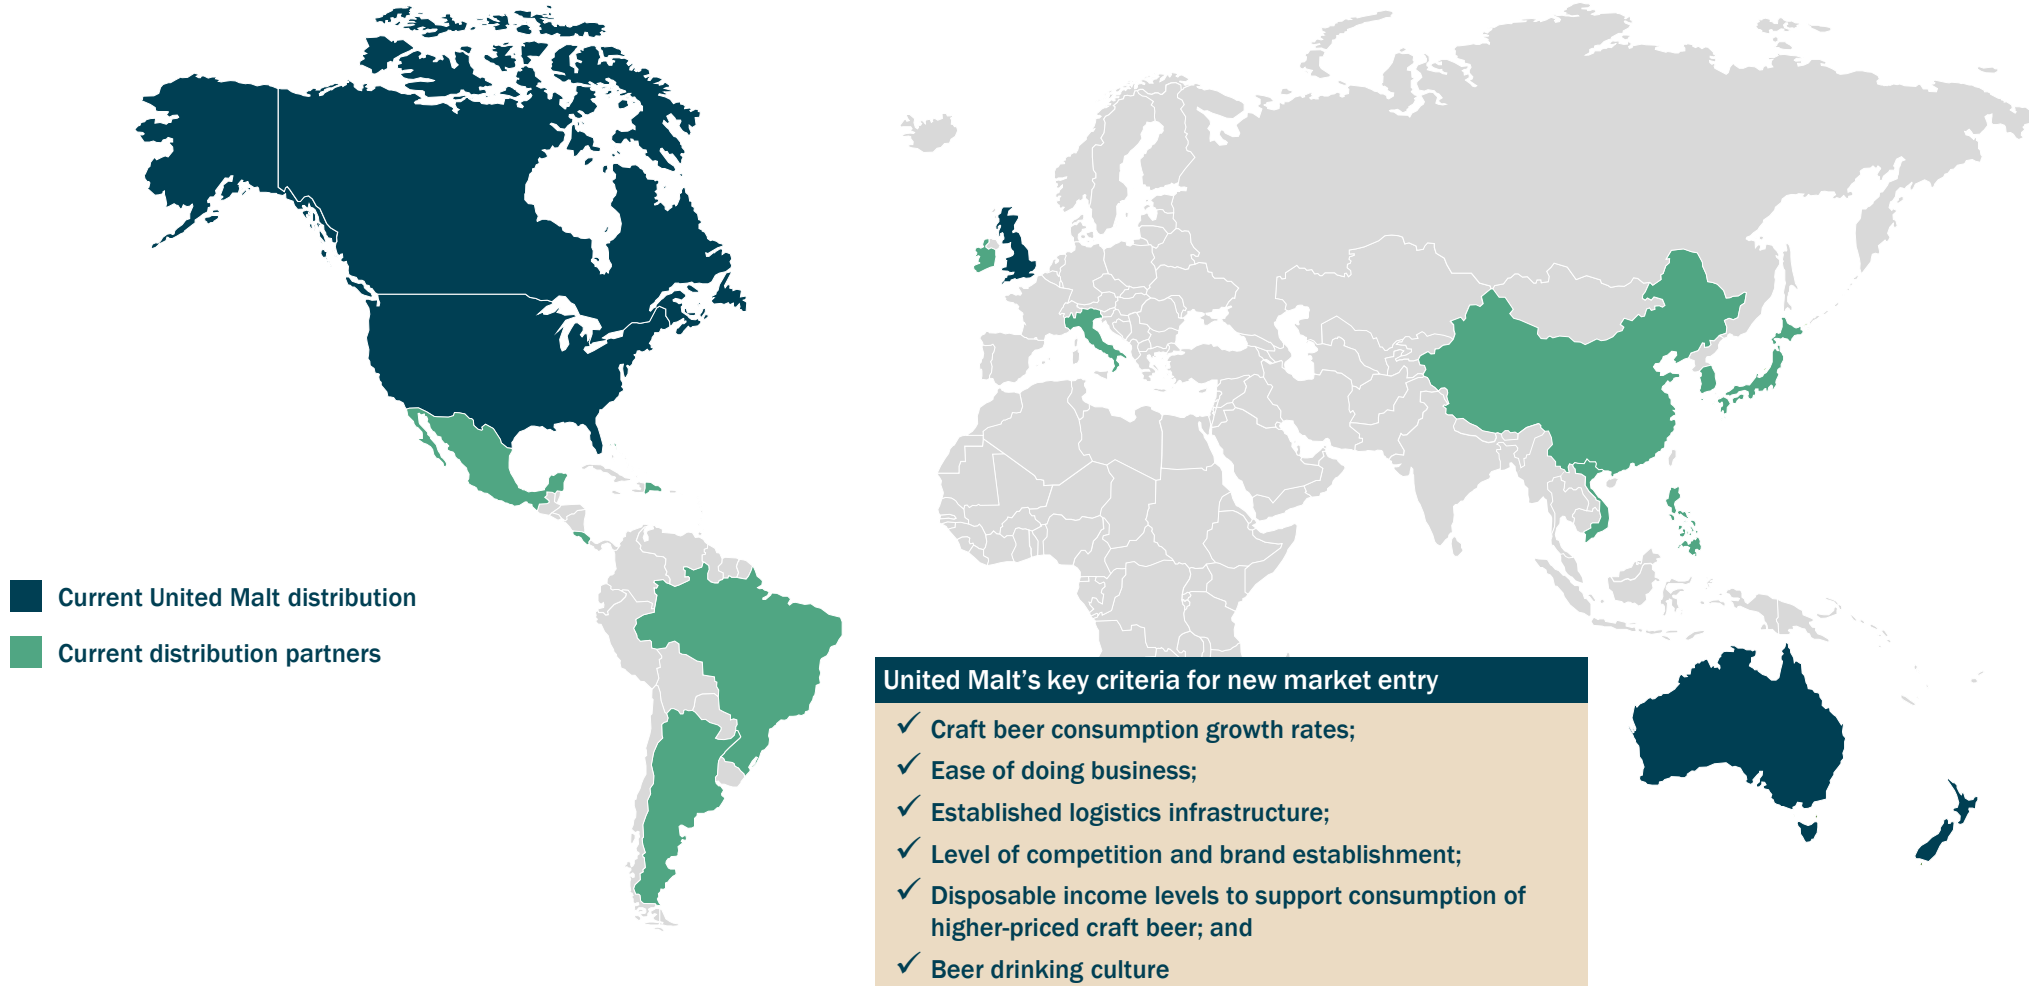 Current United Malt distribution
Current distribution partners
United Malt’s key criteria for new market entry
✓ Craft beer consumption growth rates;
✓ Ease of doing business;
✓ Established logistics infrastructure;
✓ Level of competition and brand establishment;
✓ Disposable income levels to support consumption of
higher-priced craft beer; and
✓ Beer drinking culture